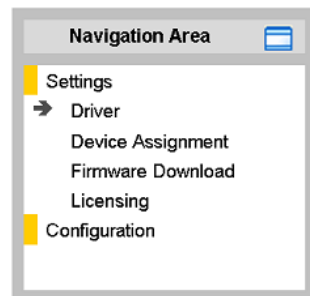 Navigation Area
Settings
Driver
Device Assignment
Firmware Download
Licensing
Configuration